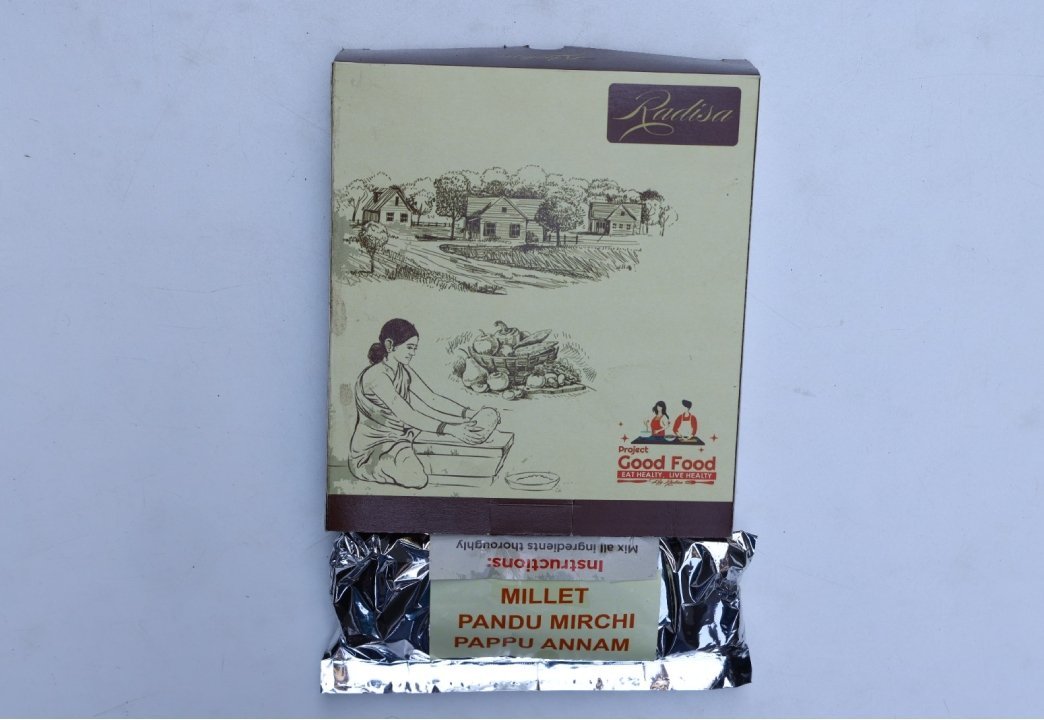 Radisa
Project
Good Food
EAT HEALTY, LIVE HEALTY
Mix all ingredients thoroughly
Instructions:
MILLET
PANDU MIRCHI
PAPPU ANNAM